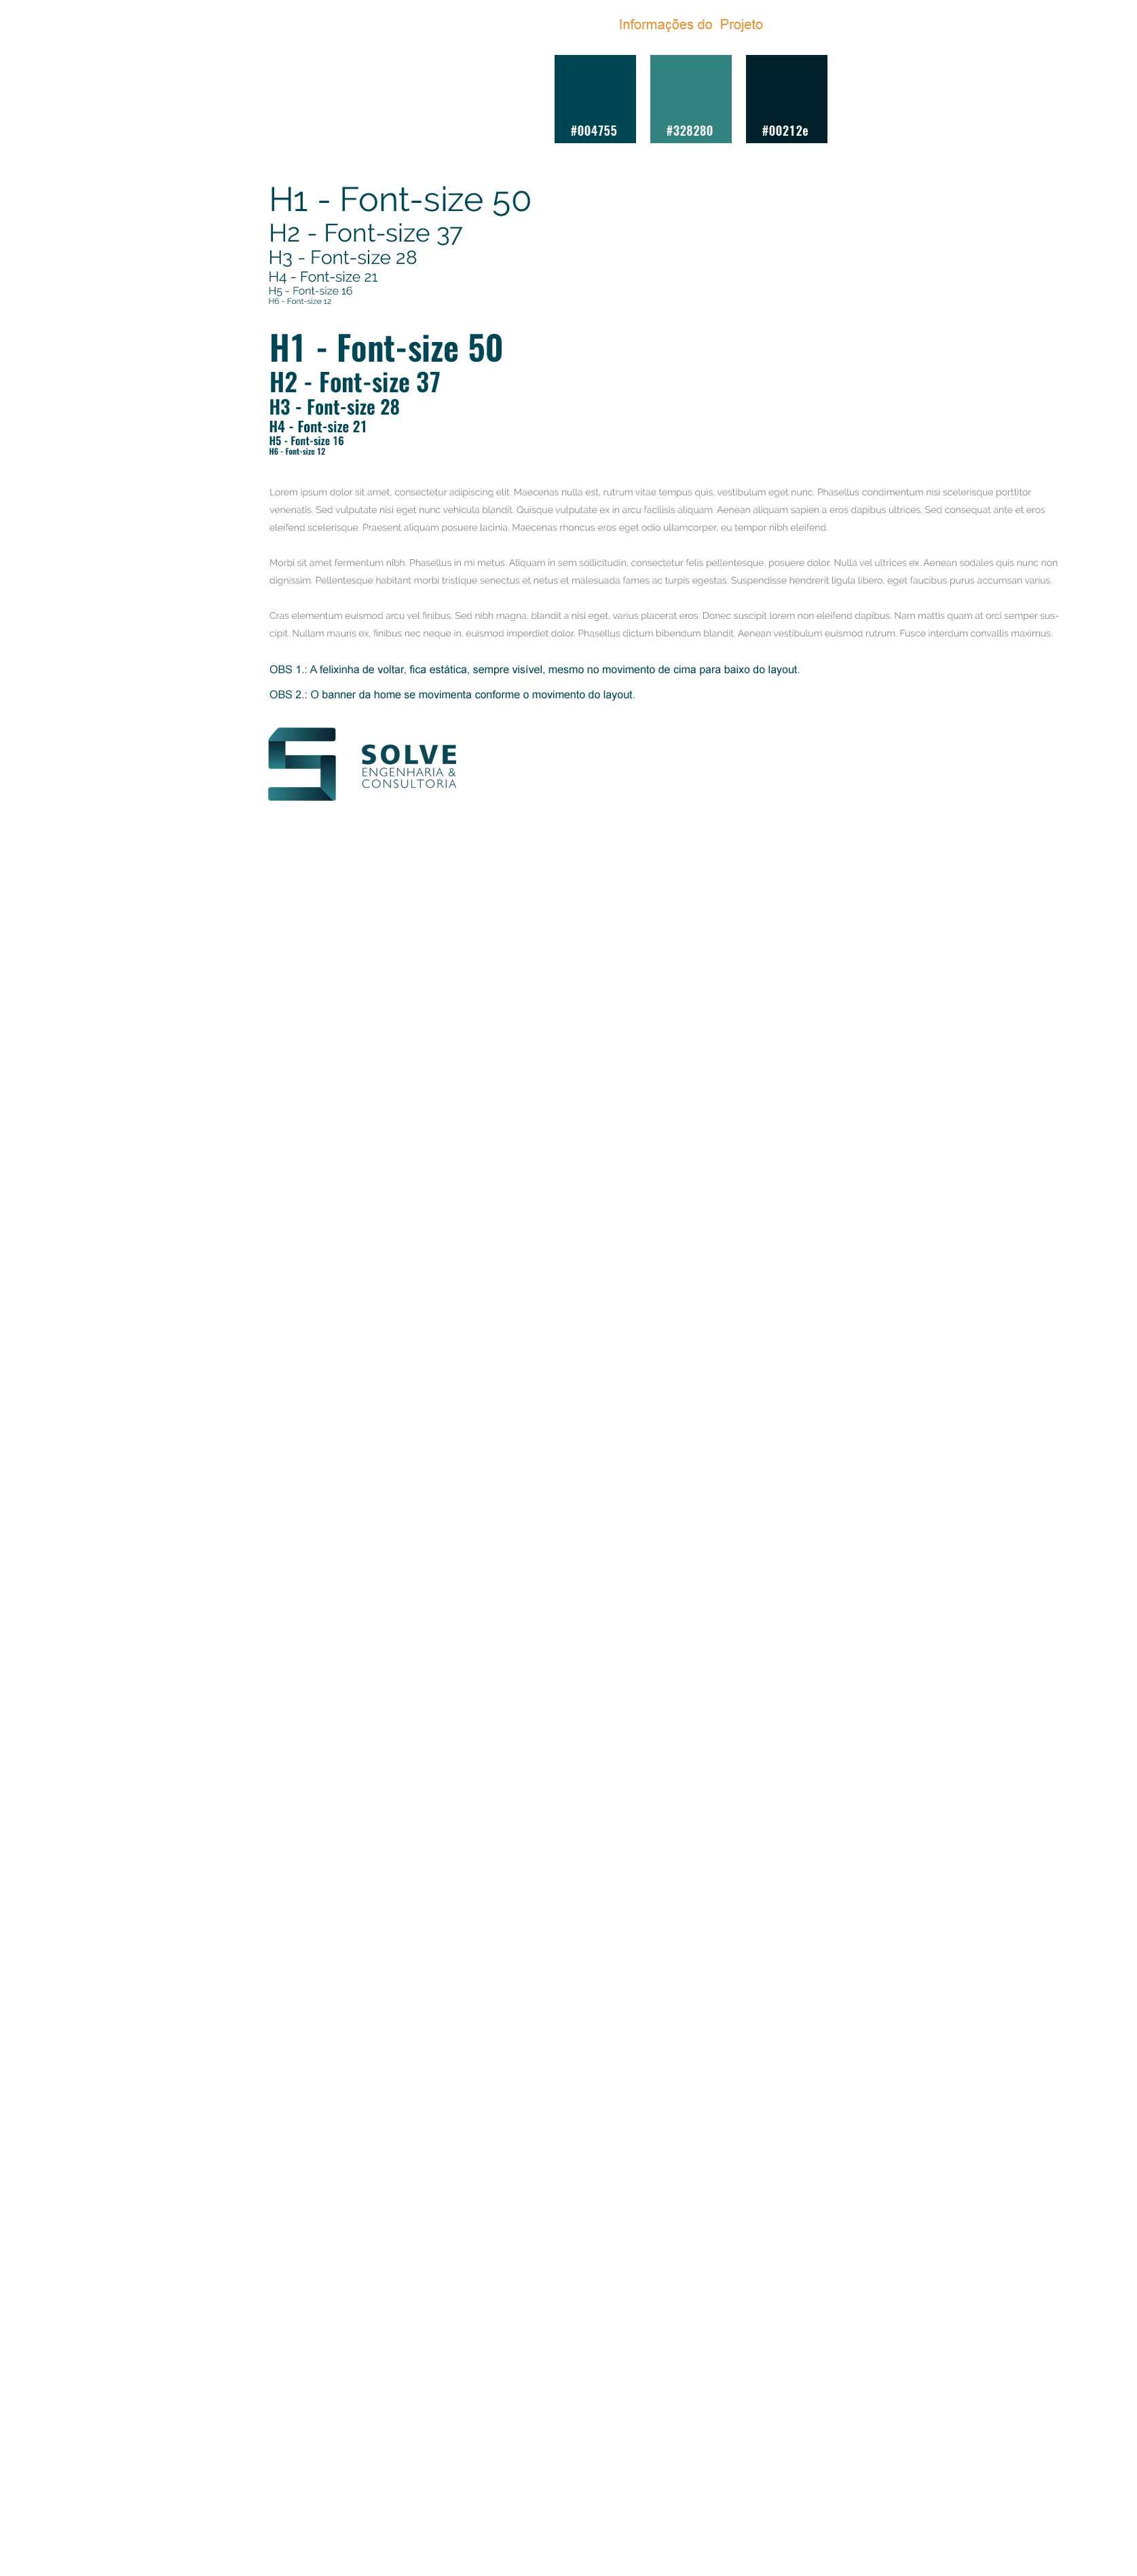 Informações do  Projeto
#004755
#328280
#00212e
H1 - Font-size 50
H2 - Font-size 37
H3 - Font-size 28
H4 - Font-size 21
H5 - Font-size 16
H6 - Font-size 12
H1 - Font-size 50
H2 - Font-size 37
H3 - Font-size 28
H4 - Font-size 21
H5 - Font-size 16
H6 - Font-size 12
Lorem ipsum dolor sit amet, consectetur adipiscing elit. Maecenas nulla est, rutrum vitae tempus quis, vestibulum eget nunc. Phasellus condimentum nisi scelerisque porttitor
venenatis. Sed vulputate nisi eget nunc vehicula blandit. Quisque vulputate ex in arcu facilisis aliquam. Aenean aliquam sapien a eros dapibus ultrices. Sed consequat ante et eros
eleifend scelerisque. Praesent aliquam posuere lacinia. Maecenas rhoncus eros eget odio ullamcorper, eu tempor nibh eleifend.
Morbi sit amet fermentum nibh. Phasellus in mi metus. Aliquam in sem sollicitudin, consectetur felis pellentesque, posuere dolor. Nulla vel ultrices ex. Aenean sodales quis nunc non
dignissim. Pellentesque habitant morbi tristique senectus et netus et malesuada fames ac turpis egestas. Suspendisse hendrerit ligula libero, eget faucibus purus accumsan varius.
Cras elementum euismod arcu vel finibus. Sed nibh magna, blandit a nisi eget, varius placerat eros. Donec suscipit lorem non eleifend dapibus. Nam mattis quam at orci semper sus-
cipit. Nullam mauris ex, finibus nec neque in, euismod imperdiet dolor. Phasellus dictum bibendum blandit. Aenean vestibulum euismod rutrum. Fusce interdum convallis maximus.
OBS 1.: A felixinha de voltar, fica estática, sempre visível, mesmo no movimento de cima para baixo do layout.
OBS 2.: O banner da home se movimenta conforme o movimento do layout.
SOLVE
ENGENHARIA &
CONSULTORIA